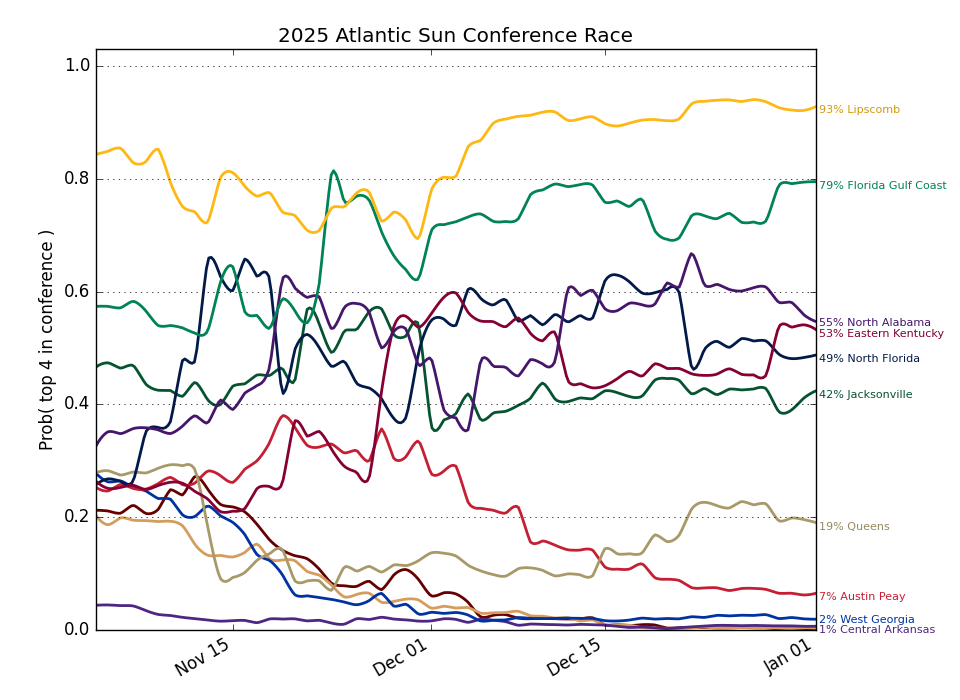 2025 Atlantic Sun Conference Race
Prob( top 4 in conference )
1.0
0.8
0.6
0.4
0.2
0.0
Nov 15
Dec 01
Dec 15
Jan 01
93% Lipscomb
79% Florida Gulf Coast
55% North Alabama
53% Eastern Kentucky
49% North Florida
42% Jacksonville
19% Queens
7% Austin Peay
2% West Georgia
1% Central Arkansas